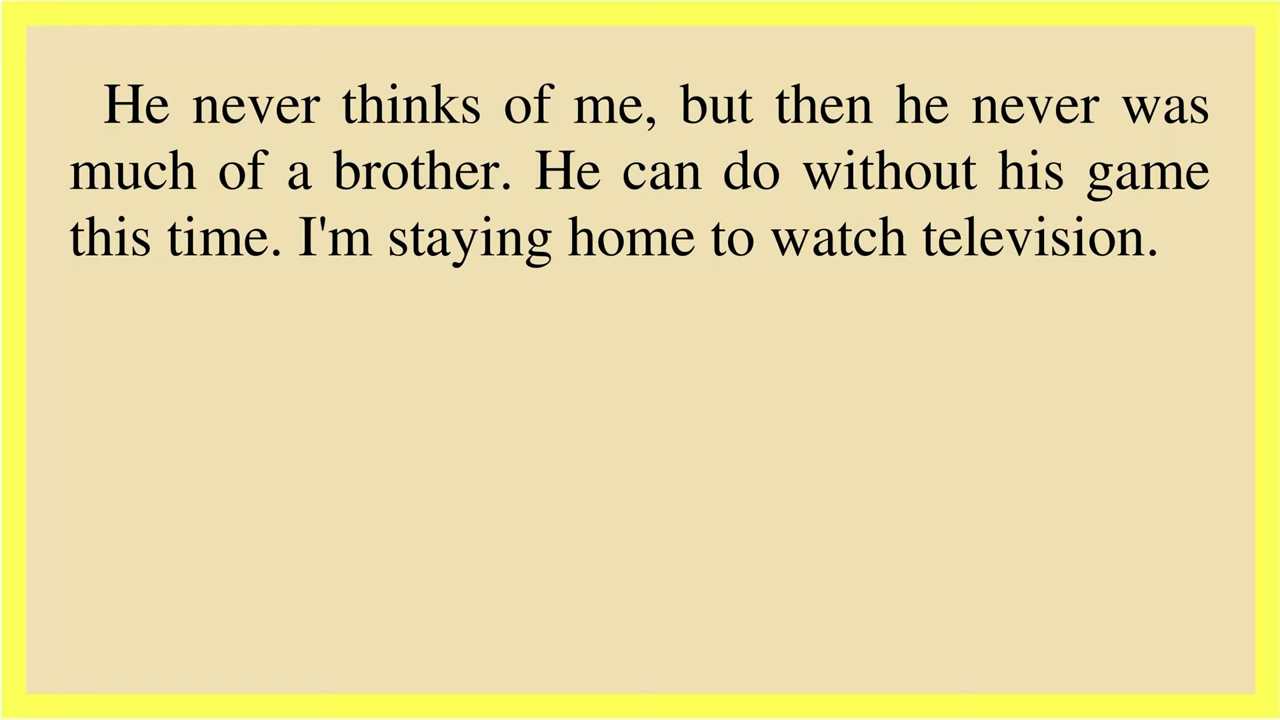 He never thinks of me, but then he never was
much of a brother. He can do without his game
this time. I'm staying home to watch television.